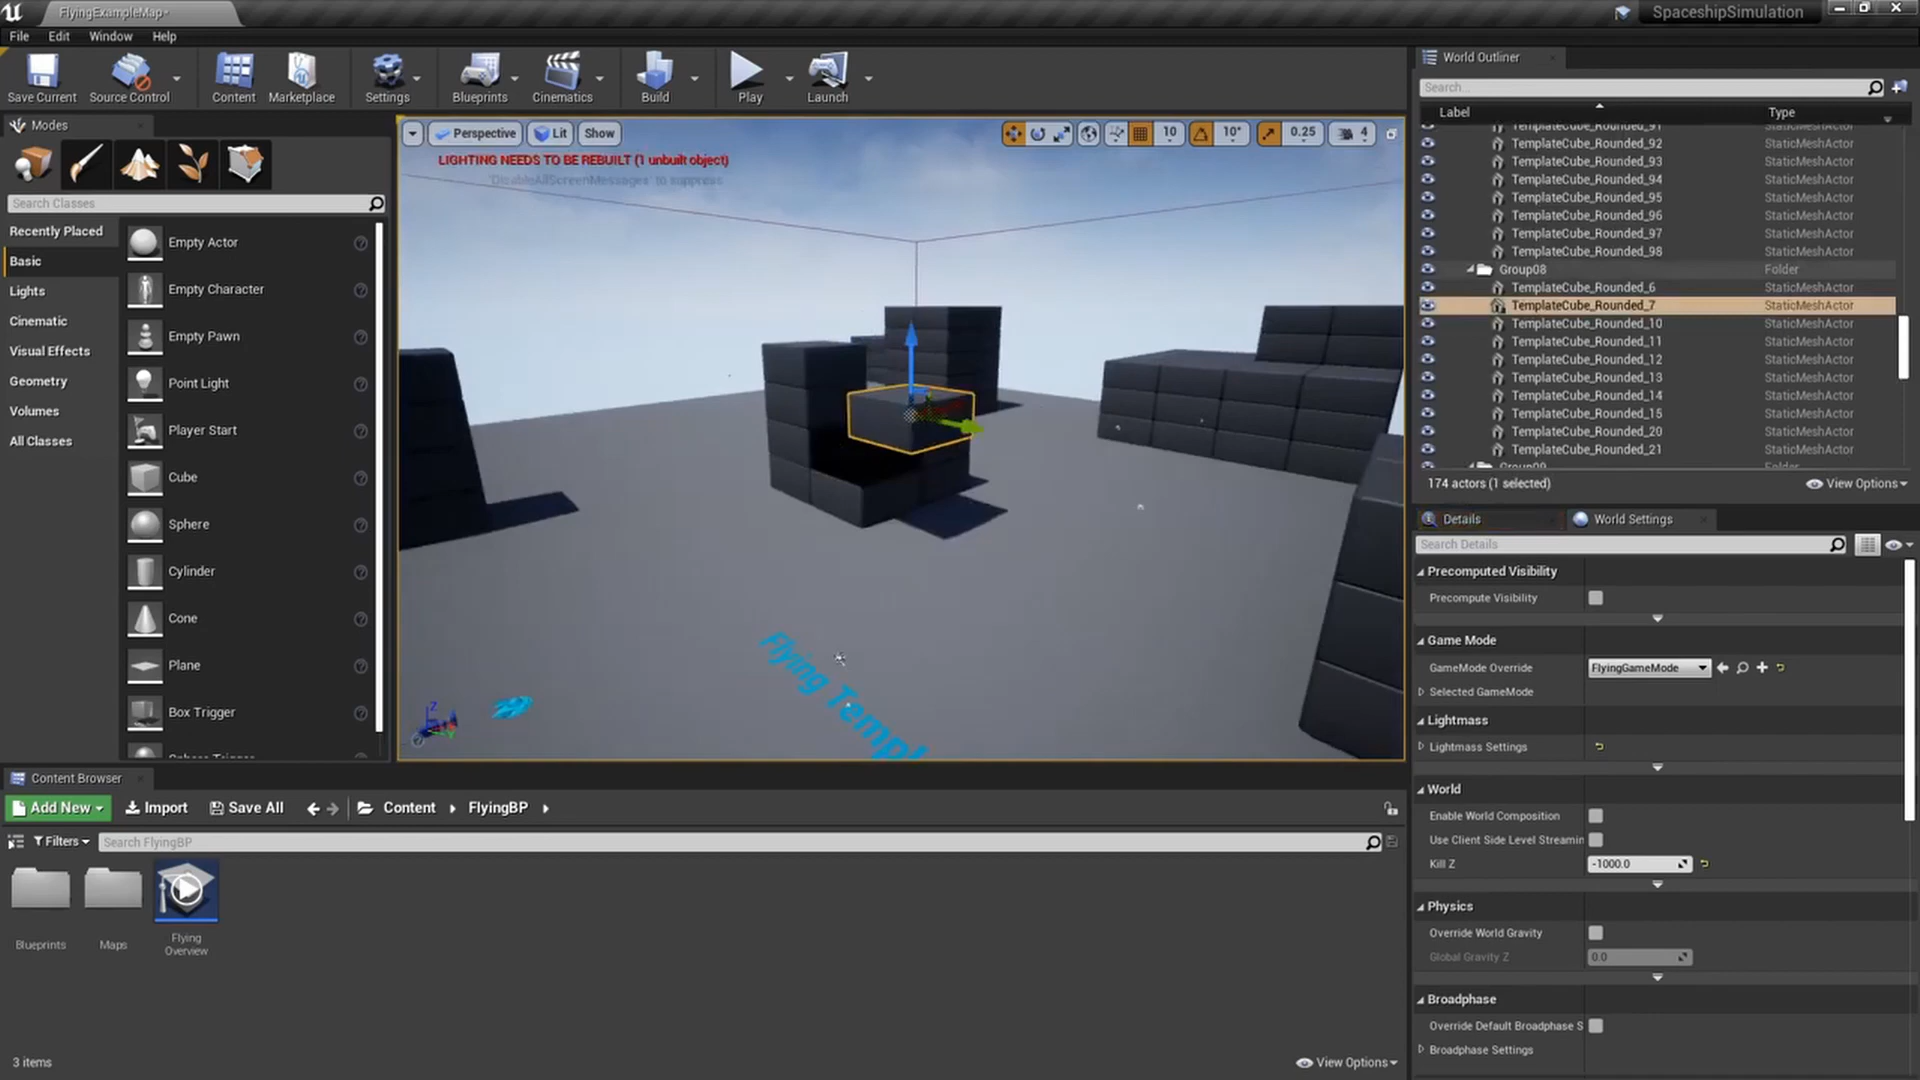 FlyingExampleMap*
SpaceshipSimulation
File Edit Window Help
Save Current
Source Control
Content
Marketplace
Settings
Blueprints
Cinematics
Build
Play
Launch
Modes
Search Classes
Recently Placed
Basic
Lights
Cinematic
Visual Effects
Geometry
Volumes
All Classes
Empty Actor
Empty Character
Empty Pawn
Point Light
Player Start
Cube
Sphere
Cylinder
Cone
Plane
Box Trigger
Sphere Trigger
Perspective
Lit
Show
10
10°
0.25
4
LIGHTING NEEDS TO BE REBUILT (1 unbuilt object)
'DisableAllScreenMessages' to suppress
Flying Templ
Z
Y
World Outliner
Search...
Label Type
TemplateCube_Rounded_91 StaticMeshActor
TemplateCube_Rounded_92 StaticMeshActor
TemplateCube_Rounded_93 StaticMeshActor
TemplateCube_Rounded_94 StaticMeshActor
TemplateCube_Rounded_95 StaticMeshActor
TemplateCube_Rounded_96 StaticMeshActor
TemplateCube_Rounded_97 StaticMeshActor
TemplateCube_Rounded_98 StaticMeshActor
Group08 Folder
TemplateCube_Rounded_6 StaticMeshActor
TemplateCube_Rounded_7 StaticMeshActor
TemplateCube_Rounded_10 StaticMeshActor
TemplateCube_Rounded_11 StaticMeshActor
TemplateCube_Rounded_12 StaticMeshActor
TemplateCube_Rounded_13 StaticMeshActor
TemplateCube_Rounded_14 StaticMeshActor
TemplateCube_Rounded_15 StaticMeshActor
TemplateCube_Rounded_20 StaticMeshActor
TemplateCube_Rounded_21 StaticMeshActor
Group09 Folder
174 actors (1 selected)
View Options
Details
World Settings
Search Details
Precomputed Visibility
Precompute Visibility
Game Mode
GameMode Override FlyingGameMode
Selected GameMode
Lightmass
Lightmass Settings
World
Enable World Composition
Use Client Side Level Streamin
Kill Z -1000.0
Physics
Override World Gravity
Global Gravity Z 0.0
Broadphase
Override Default Broadphase S
Broadphase Settings
Content Browser
Add New
Import
Save All
Content
FlyingBP
Filters
Search FlyingBP
Blueprints
Maps
Flying
Overview
3 items
View Options